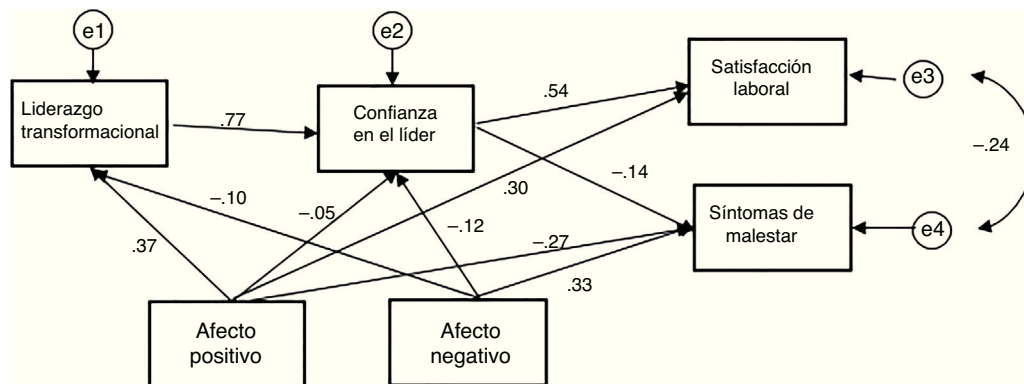 e1
e2
Satisfacción
laboral
e3
Liderazgo
transformacional
.77
Confianza
en el líder
.54
–.24
–.14
–.10
–.05
.30
–.12
Síntomas de
malestar
e4
.37
–.27
.33
Afecto
positivo
Afecto
negativo